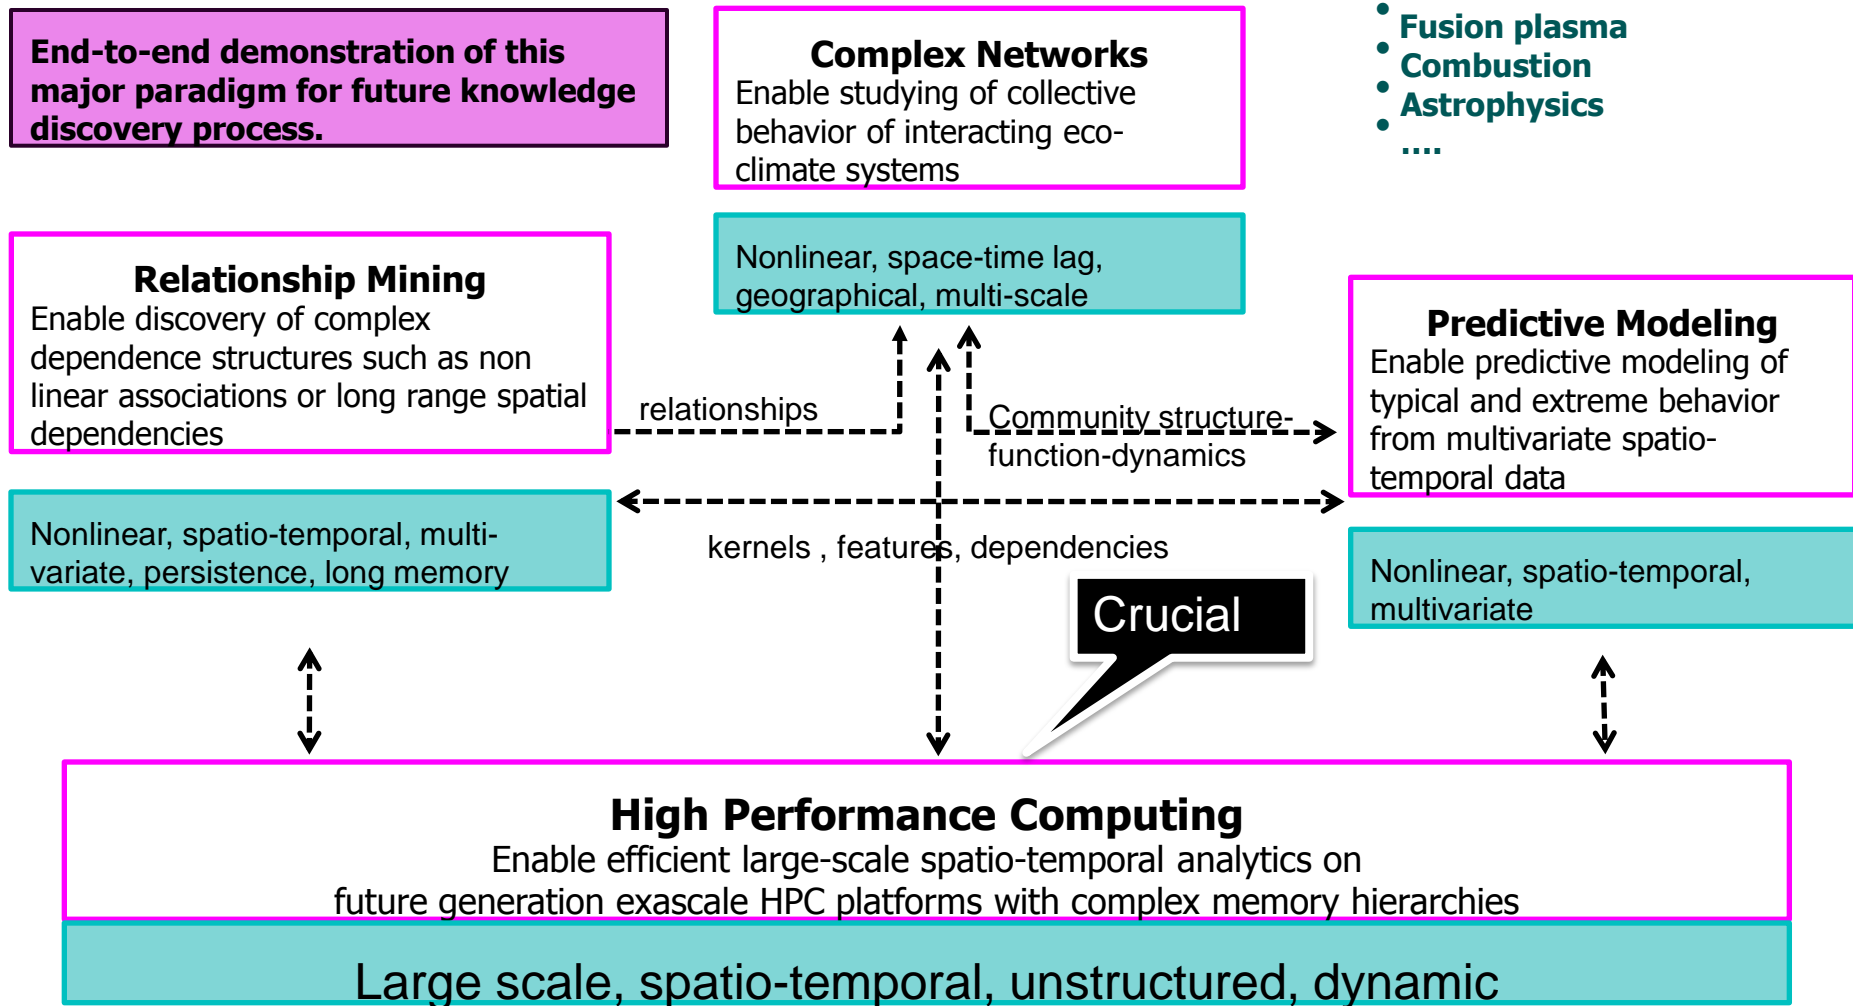 End-to-end demonstration of this
major paradigm for future knowledge
discovery process.
Complex Networks
Enable studying of collective
behavior of interacting eco-
climate systems
• Fusion plasma
• Combustion
• Astrophysics
• ....
Nonlinear, space-time lag,
geographical, multi-scale
Relationship Mining
Enable discovery of complex
dependence structures such as non
linear associations or long range spatial
dependencies
Predictive Modeling
Enable predictive modeling of
typical and extreme behavior
from multivariate spatio-
temporal data
relationships
Community structure-
function-dynamics
Nonlinear, spatio-temporal, multi-
variate, persistence, long memory
kernels , features, dependencies
Nonlinear, spatio-temporal,
multivariate
Crucial
High Performance Computing
Enable efficient large-scale spatio-temporal analytics on
future generation exascale HPC platforms with complex memory hierarchies
Large scale, spatio-temporal, unstructured, dynamic